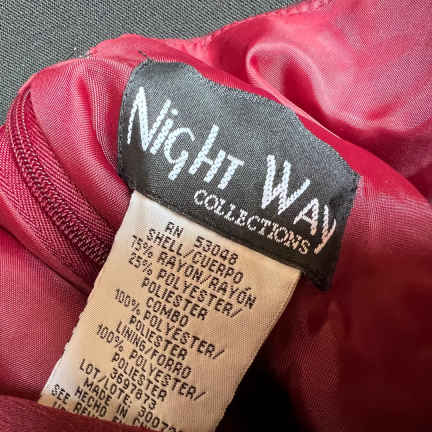 Night Way
COLLECTIONS
RN 53048
SHELL/CUERPO
75% RAYON/RAYÓN
25% POLYESTER/
POLIESTER
COMBO
100% POLYESTER/
POLIESTER
LINING/FORRO
100% POLYESTER/
POLIESTER
LOT/LOTE
MADE IN
SEE
HECHO